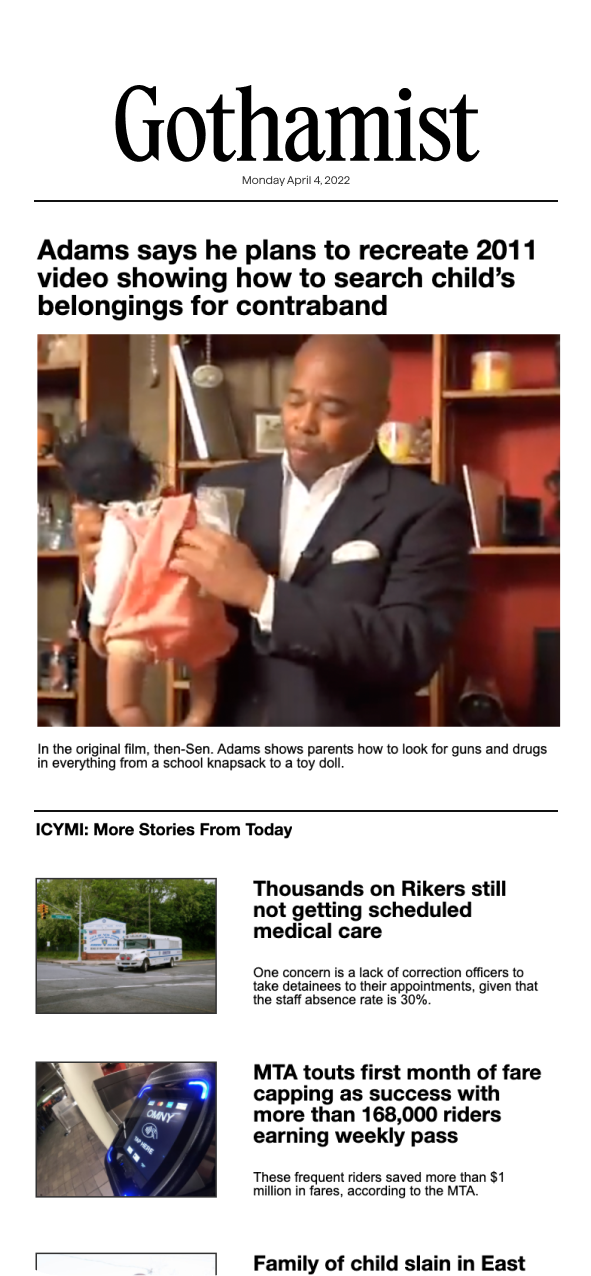 Gothamist
Monday April 4, 2022
Adams says he plans to recreate 2011
video showing how to search child's
belongings for contraband
In the original film, then-Sen. Adams shows parents how to look for guns and drugs
in everything from a school knapsack to a toy doll.
ICYMI: More Stories From Today
Thousands on Rikers still
not getting scheduled
medical care
One concern is a lack of correction officers to
take detainees to their appointments, given that
the staff absence rate is 30%.
MTA touts first month of fare
capping as success with
more than 168,000 riders
earning weekly pass
OMNY
TAP HERE
These frequent riders saved more than $1
million in fares, according to the MTA.
Family of child slain in East